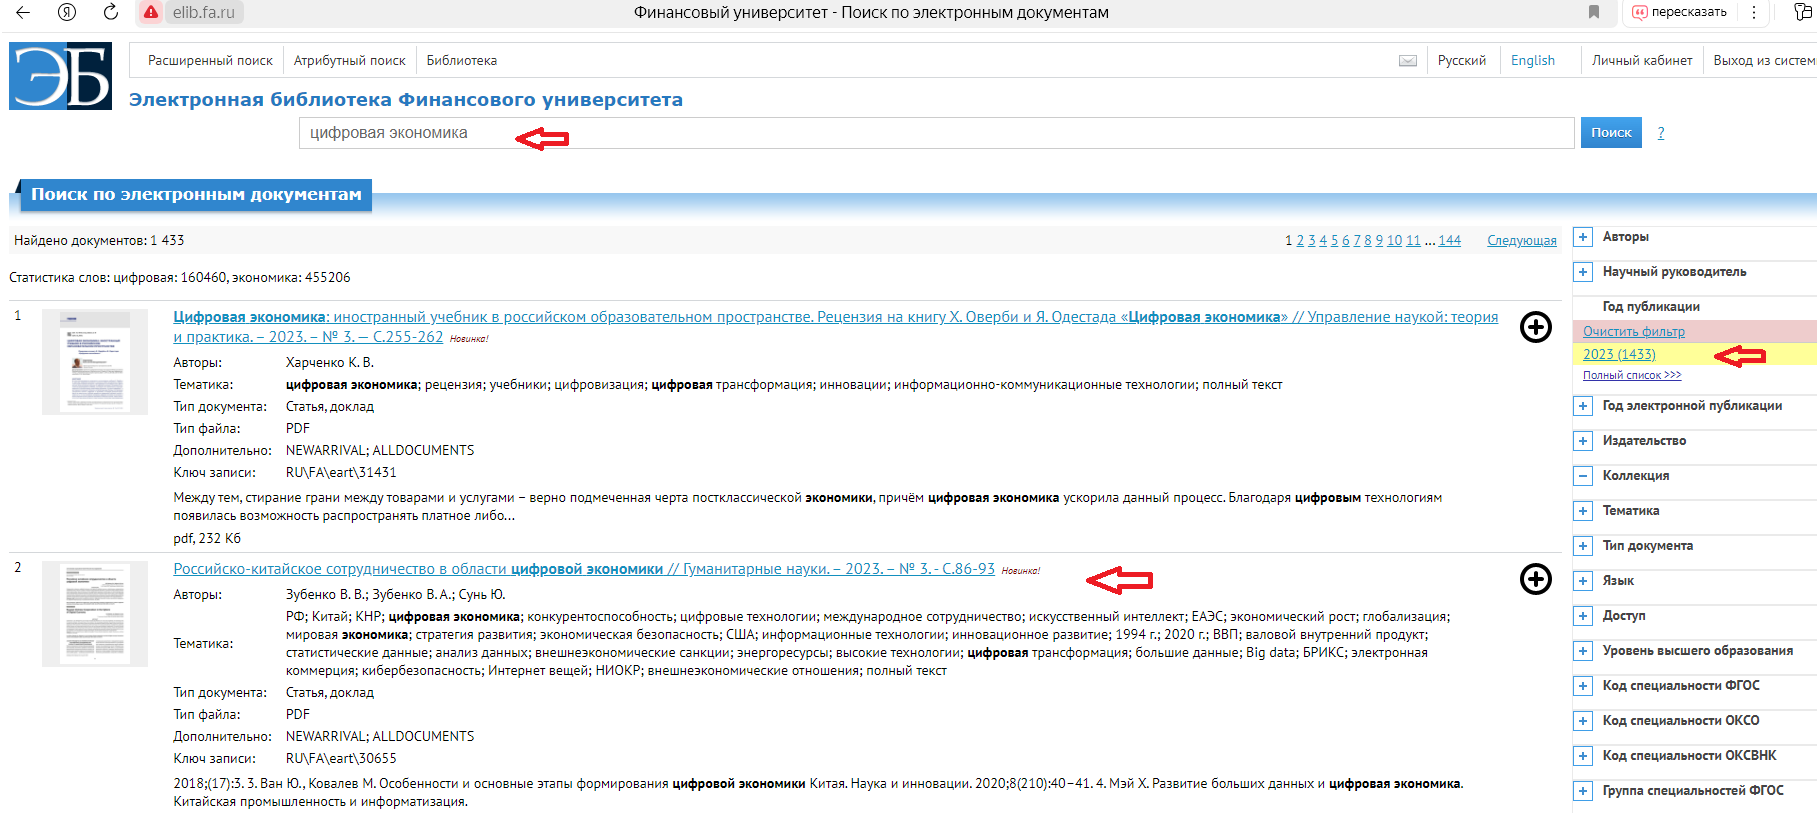 elib.fa.ru
Финансовый университет - Поиск по электронным документам
пересказать
ЭБ
Расширенный поиск
Атрибутный поиск
Библиотека
Русский
English
Личный кабинет
Выход из систем
Электронная библиотека Финансового университета
цифровая экономика
Поиск
?
Поиск по электронным документам
Найдено документов: 1 433
1 2 3 4 5 6 7 8 9 10 11 ... 144 Следующая
Статистика слов: цифровая: 160460, экономика: 455206
1
Цифровая экономика: иностранный учебник в российском образовательном пространстве. Рецензия на книгу Х. Оверби и Я. Одестада «Цифровая экономика» // Управление наукой: теория
и практика. – 2023. – № 3. — С.255-262 Новинка!
Авторы: Харченко К. В.
Тематика: цифровая экономика; рецензия; учебники; цифровизация; цифровая трансформация; инновации; информационно-коммуникационные технологии; полный текст
Тип документа: Статья, доклад
Тип файла: PDF
Дополнительно: NEWARRIVAL; ALLDOCUMENTS
Ключ записи: RU\FA\eart\31431
Между тем, стирание грани между товарами и услугами – верно подмеченная черта постклассической экономики, причём цифровая экономика ускорила данный процесс. Благодаря цифровым технологиям
появилась возможность распространять платное либо...
pdf, 232 Кб
2
Российско-китайское сотрудничество в области цифровой экономики // Гуманитарные науки. – 2023. – № 3. - С.86-93 Новинка!
Авторы: Зубенко В. В.; Зубенко В. А.; Сунь Ю.
Тематика: РФ; Китай; КНР; цифровая экономика; конкурентоспособность; цифровые технологии; международное сотрудничество; искусственный интеллект; ЕАЭС; экономический рост; глобализация;
мировая экономика; стратегия развития; экономическая безопасность; США; информационные технологии; инновационное развитие; 1994 г.; 2020 г.; ВВП; валовой внутренний продукт;
статистические данные; анализ данных; внешнеэкономические санкции; энергоресурсы; высокие технологии; цифровая трансформация; большие данные; Big data; БРИКС; электронная
коммерция; кибербезопасность; Интернет вещей; НИОКР; внешнеэкономические отношения; полный текст
Тип документа: Статья, доклад
Тип файла: PDF
Дополнительно: NEWARRIVAL; ALLDOCUMENTS
Ключ записи: RU\FA\eart\30655
2018;(17):3. 3. Ван Ю., Ковалев М. Особенности и основные этапы формирования цифровой экономики Китая. Наука и инновации. 2020;8(210):40–41. 4. Мэй Х. Развитие больших данных и цифровая экономика.
Китайская промышленность и информатизация.
Авторы
Научный руководитель
Год публикации
Очистить фильтр
2023 (1433)
Полный список >>>
Год электронной публикации
Издательство
Коллекция
Тематика
Тип документа
Язык
Доступ
Уровень высшего образования
Код специальности ФГОС
Код специальности ОКСО
Код специальности ОКСВНК
Группа специальностей ФГОС